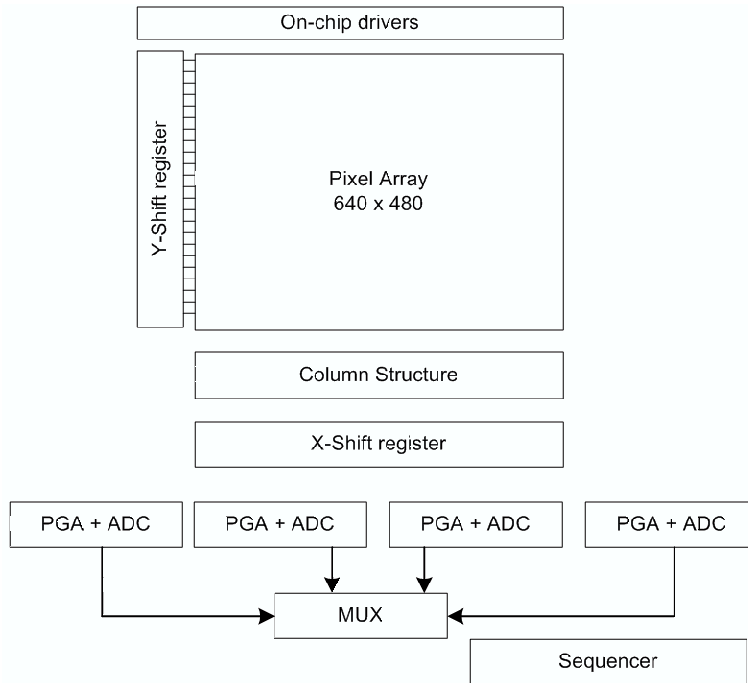 On-chip drivers
Y-Shift register
Pixel Array
640 x 480
Column Structure
X-Shift register
PGA + ADC
PGA + ADC
PGA + ADC
PGA + ADC
MUX
Sequencer